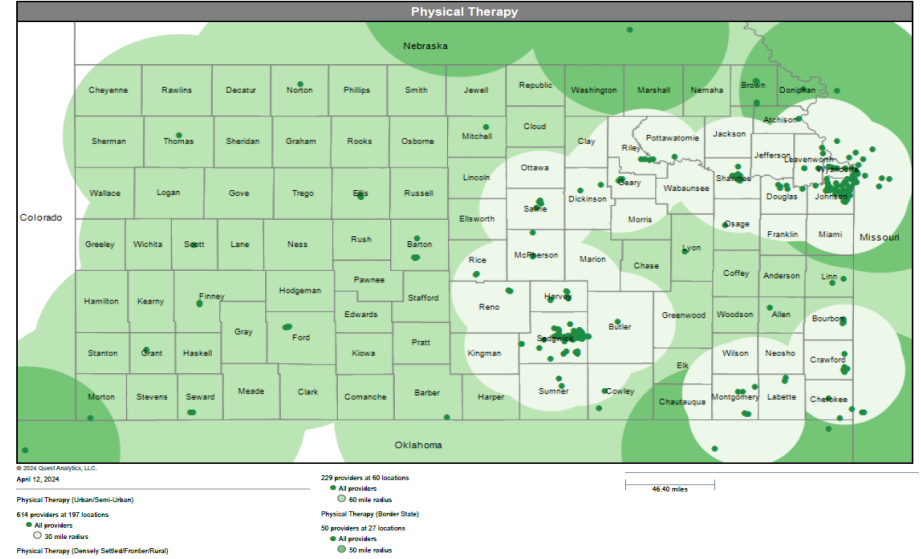 Physical Therapy
Nebraska
Cheyenne Rawlins Decatur Norton Phillips Smith Jewell Republic Washington Marshall Nemaha Brown Doniphan
Atchison
Sherman Thomas Sheridan Graham Rooks Osborne Mitchell Cloud Clay Riley Pottawatomie Jackson
Jefferson Leavenworth
Wyandotte
Wallace Logan Gove Trego Ellis Russell Lincoln Ottawa Saline Dickinson Geary Wabaunsee Shawnee Douglas Johnson
Colorado
Ellsworth Morris Osage
Missouri
Greeley Wichita Scott Lane Ness Rush Barton Rice McPherson Marion Chase Lyon Franklin Miami
Hamilton Kearny Finney Hodgeman Pawnee Stafford Reno Harvey Coffey Anderson Linn
Gray Ford Edwards Butler Greenwood Woodson Allen Bourbon
Stanton Grant Haskell Kiowa Pratt Kingman Sedgwick Elk Wilson Neosho Crawford
Morton Stevens Seward Meade Clark Comanche Barber Harper Sumner Cowley Chautauqua Montgomery Labette Cherokee
Oklahoma
© 2024 Quest Analytics, LLC.
April 12, 2024
Physical Therapy (Urban/Semi-Urban)
614 providers at 197 locations
All providers
30 mile radius
Physical Therapy (Densely Settled/Frontier/Rural)
229 providers at 60 locations
All providers
60 mile radius
Physical Therapy (Border State)
50 providers at 27 locations
All providers
50 mile radius
46.40 miles